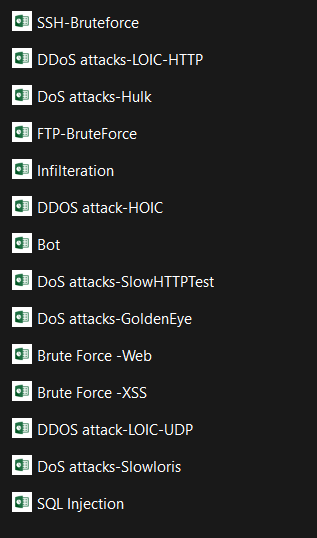 SSH-Bruteforce
DDoS attacks-LOIC-HTTP
DoS attacks-Hulk
FTP-BruteForce
Infilteration
DDOS attack-HOIC
Bot
DoS attacks-SlowHTTPTest
DoS attacks-GoldenEye
Brute Force -Web
Brute Force -XSS
DDOS attack-LOIC-UDP
DoS attacks-Slowloris
SQL Injection